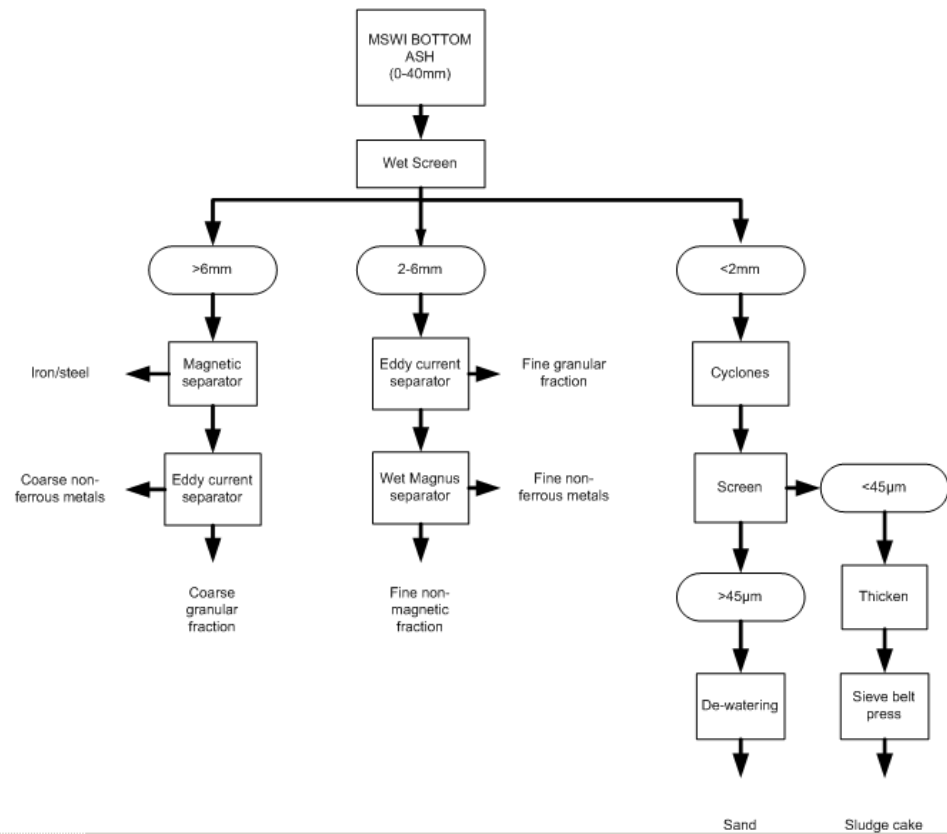 MSWI BOTTOM
ASH
(0-40mm)
Wet Screen
>6mm
2-6mm
<2mm
Iron/steel
Magnetic
separator
Eddy current
separator
Fine granular
fraction
Cyclones
Coarse non-
ferrous metals
Eddy current
separator
Wet Magnus
separator
Fine non-
ferrous metals
Screen
<45µm
Coarse
granular
fraction
Fine non-
magnetic
fraction
>45µm
Thicken
De-watering
Sieve belt
press
Sand
Sludge cake